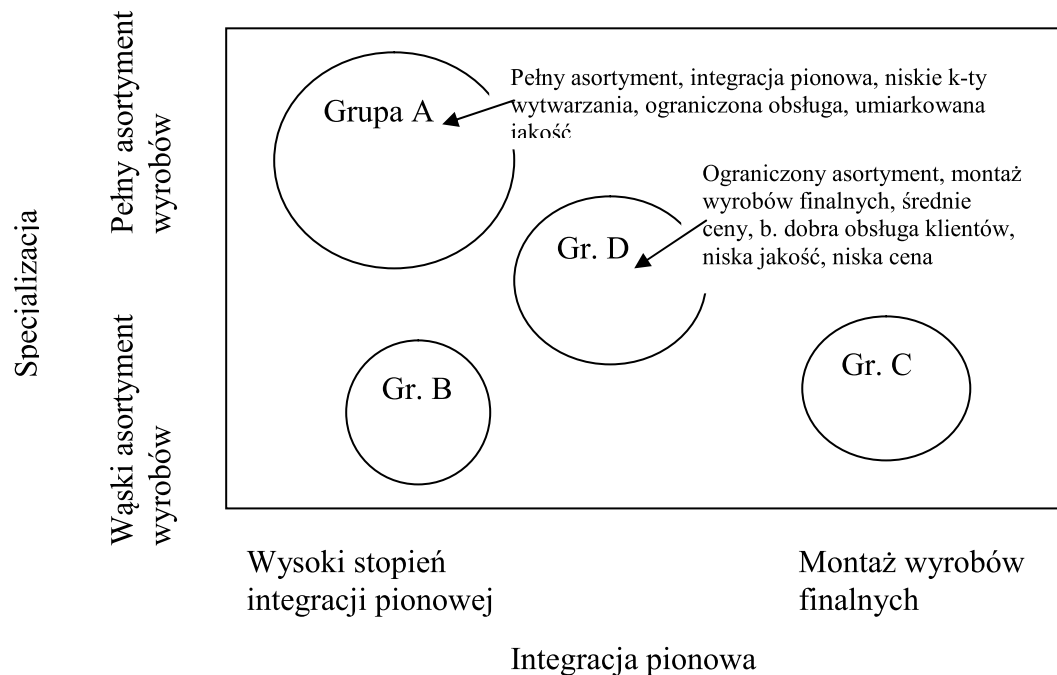 Specjalizacja
Pełny asortyment
wyrobów
Wąski asortyment
wyrobów
Grupa A
Pełny asortyment, integracja pionowa, niskie k-ty
wytwarzania, ograniczona obsługa, umiarkowana
jakość
Ograniczony asortyment, montaż
wyrobów finalnych, średnie
ceny, b. dobra obsługa klientów,
niska jakość, niska cena
Gr. D
Gr. B
Gr. C
Wysoki stopień
integracji pionowej
Montaż wyrobów
finalnych
Integracja pionowa